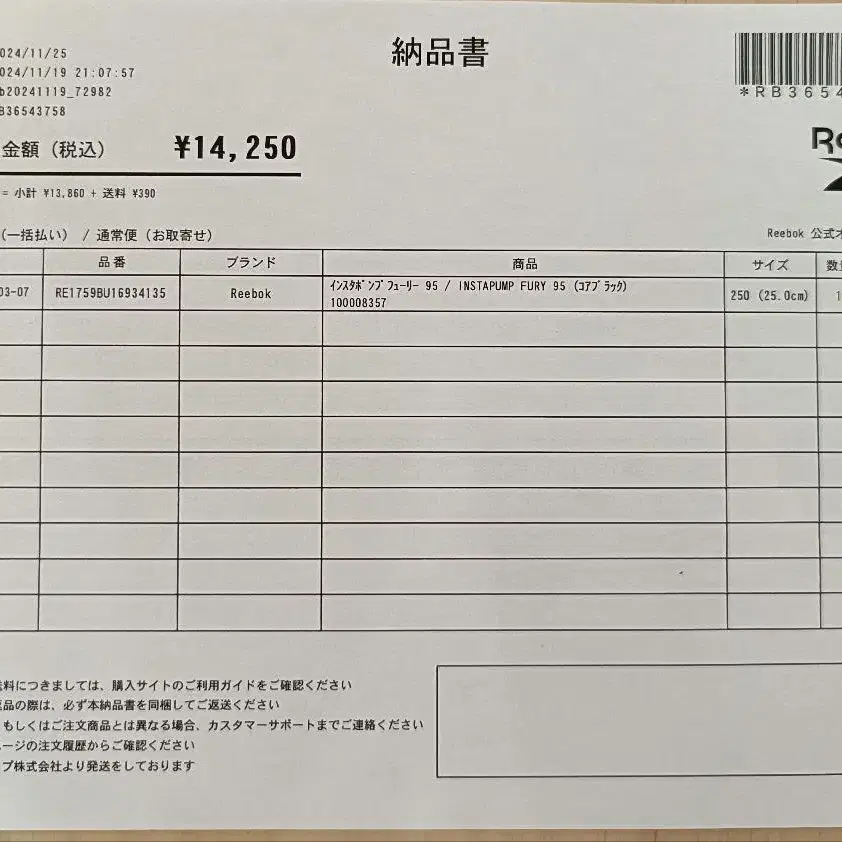 納品書
024/11/25
024/11/19 21:07:57
b20241119_72982
B36543758
*RB3654
金額（税込） ¥14,250
= 小計 ¥13,860 + 送料 ¥390
（一括払い） / 通常便（お取寄せ）
Reebok 公式オ
品番 ブランド 商品 サイズ 数量
03-07 RE1759BU16934135 Reebok ｲﾝｽﾀﾎﾟﾝﾌﾟﾌｭｰﾘｰ 95 / INSTAPUMP FURY 95 (ｺｱﾌﾞﾗｯｸ) 250 (25.0cm) 1
100008357
送料につきましては、購入サイトのご利用ガイドをご確認ください
返品の際は、必ず本納品書を同梱してご返送ください
もしくはご注文商品とは異なる場合、カスタマーサポートまでご連絡ください
ページの注文履歴からご確認ください
プ株式会社より発送をしております